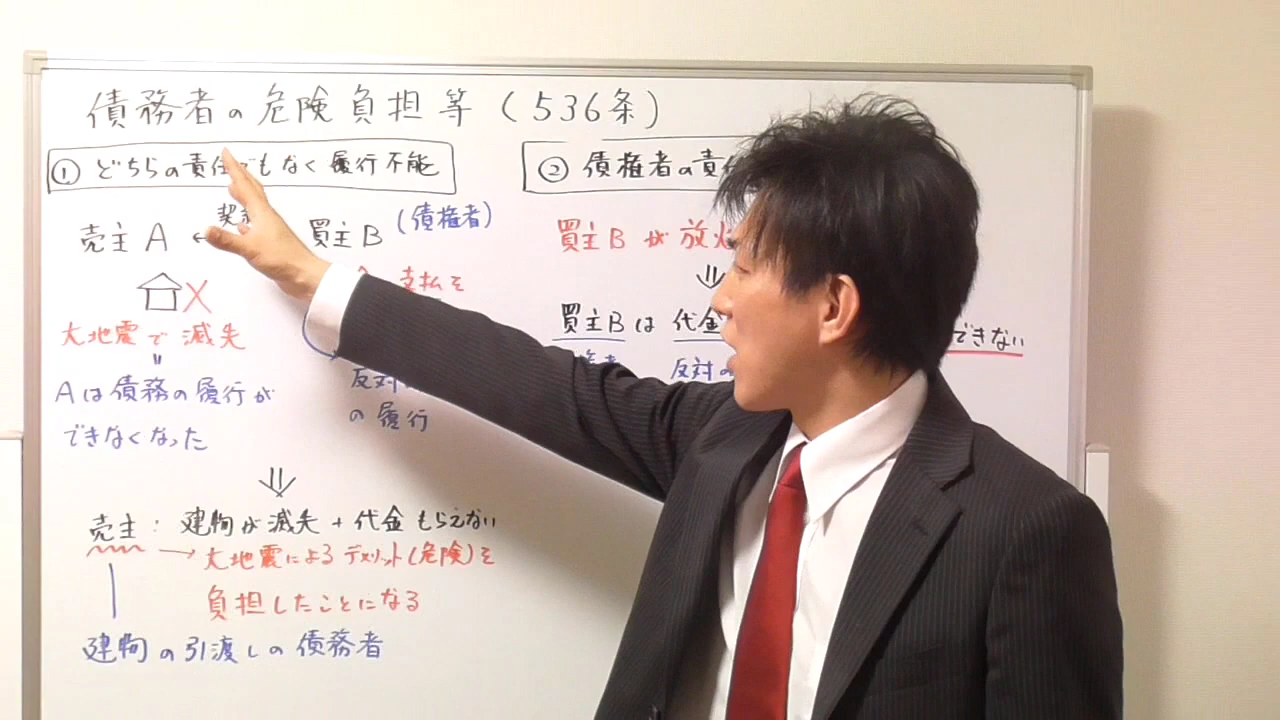 債務者の危険負担等(536条)
① どちらの責任でもなく履行不能
売主A ← 契約 買主B (債権者)
× 支払を
大地震で滅失
Aは債務の履行が
できなくなった
反対
の履行
⇓
売主: 建物が滅失 + 代金もらえない
→ 大地震によるデメリット(危険)を
負担したことになる
建物の引渡しの債務者
② 債権者の責
買主Bが放火
⇓
買主Bは代金 できない
反対の